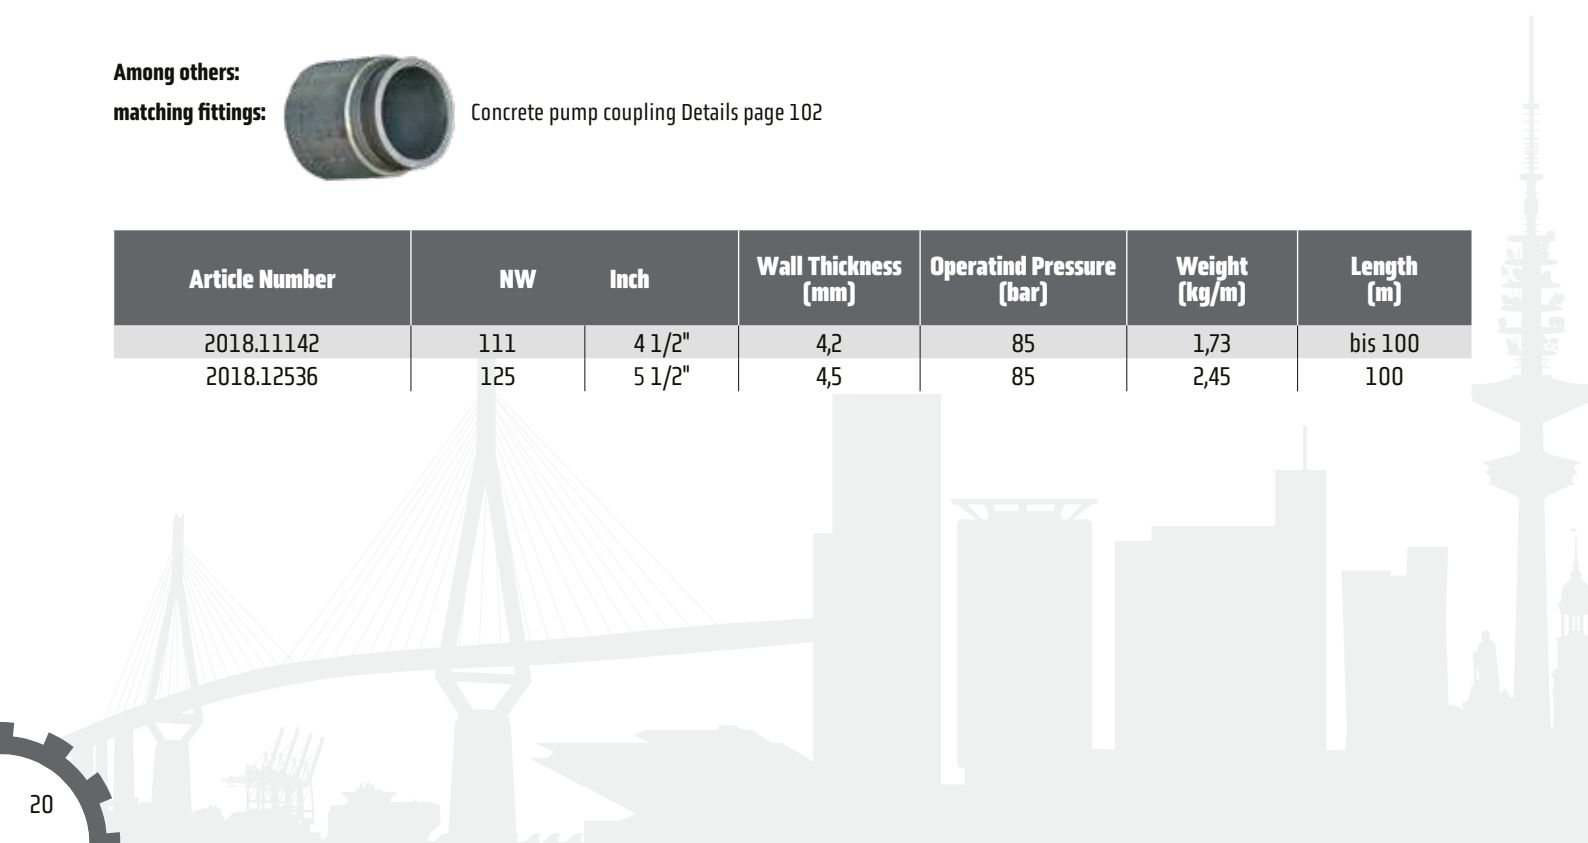 Among others:
matching fittings: Concrete pump coupling Details page 102
Article Number NW Inch Wall Thickness (mm) Operatind Pressure (bar) Weight (kg/m) Length (m)
2018.11142 111 4 1/2" 4,2 85 1,73 bis 100
2018.12536 125 5 1/2" 4,5 85 2,45 100
20